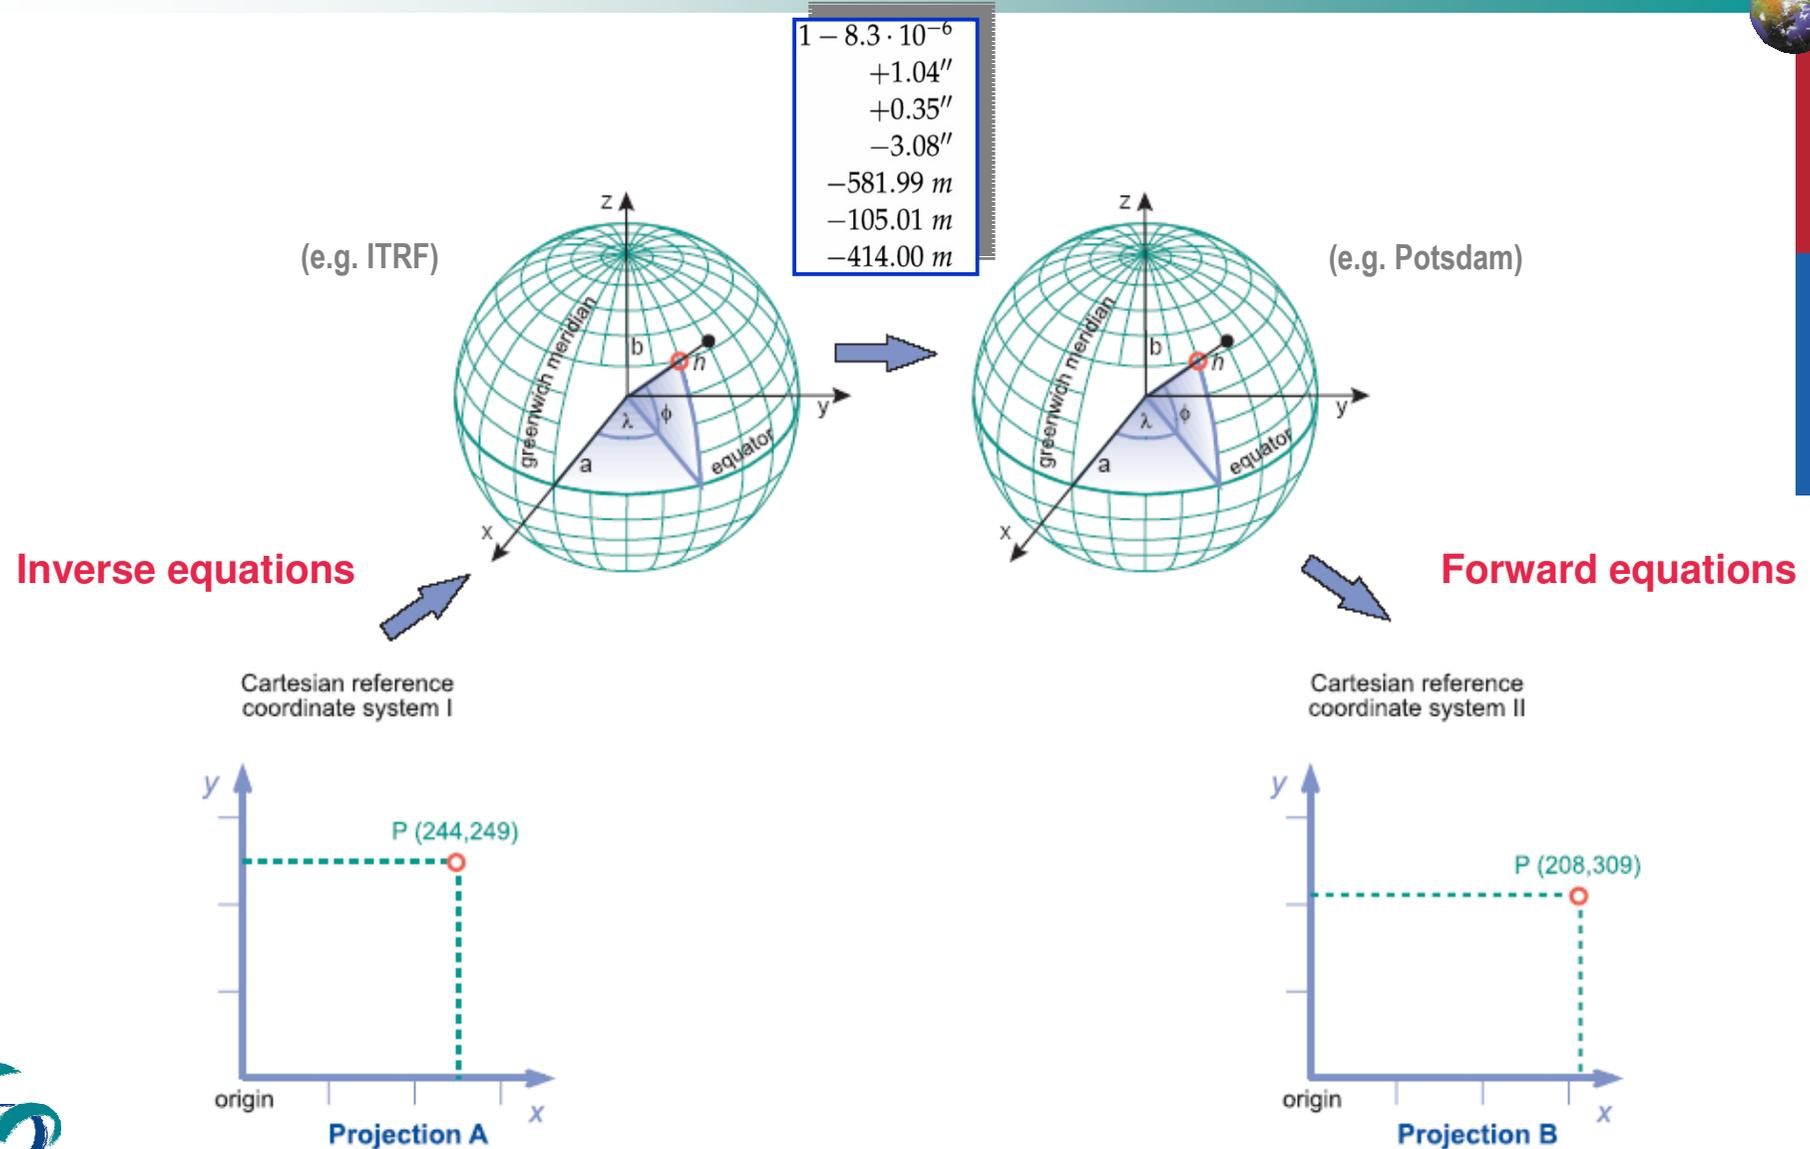 1 − 8.3 · 10⁻⁶
+1.04″
+0.35″
−3.08″
−581.99 m
−105.01 m
−414.00 m
(e.g. ITRF)
z
greenwich meridian
b
h
y
λ
ϕ
a
equator
x
(e.g. Potsdam)
z
greenwich meridian
b
h
y
λ
ϕ
a
equator
x
Inverse equations
Forward equations
Cartesian reference
coordinate system I
y
P (244,249)
origin
x
Projection A
Cartesian reference
coordinate system II
y
P (208,309)
origin
x
Projection B